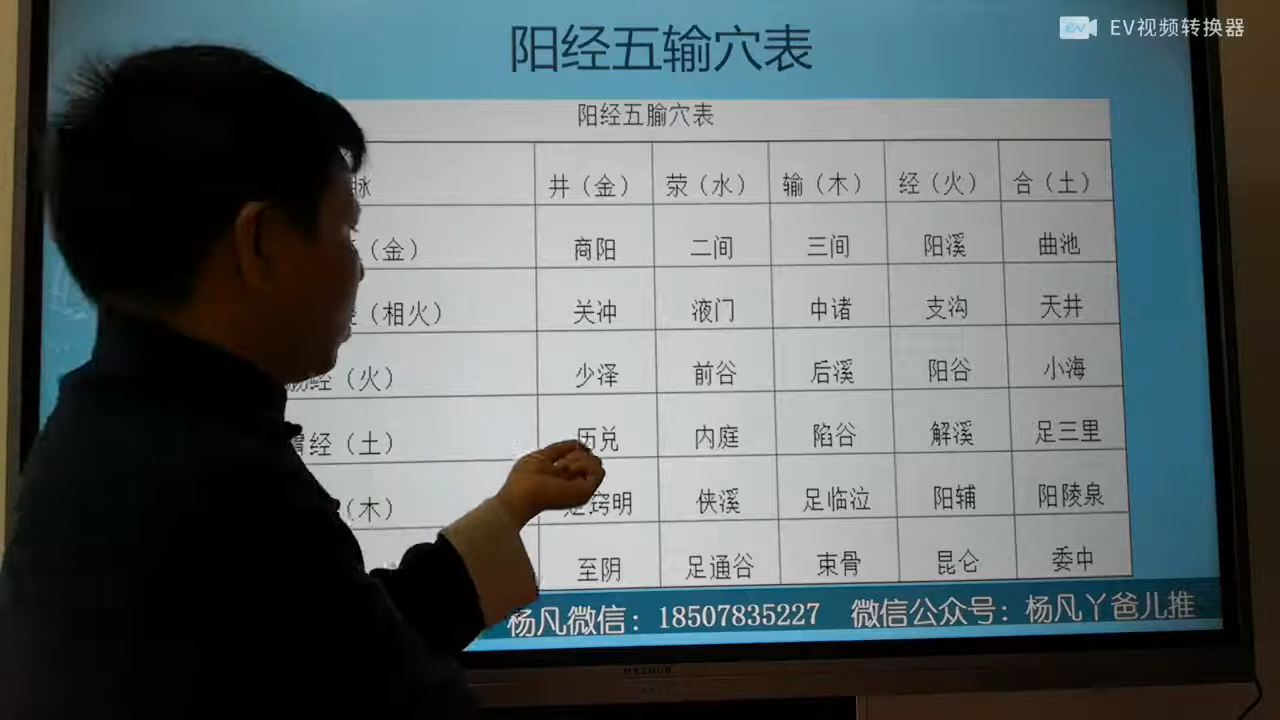 EV视频转换器
阳经五输穴表
阳经五腧穴表
脉 井（金） 荥（水） 输（木） 经（火） 合（土）
（金） 商阳 二间 三间 阳溪 曲池
（相火） 关冲 液门 中诸 支沟 天井
肠经（火） 少泽 前谷 后溪 阳谷 小海
胃经（土） 历兑 内庭 陷谷 解溪 足三里
（木） 窍明 侠溪 足临泣 阳辅 阳陵泉
至阴 足通谷 束骨 昆仑 委中
杨凡微信：18507835227 微信公众号：杨凡丫爸儿推